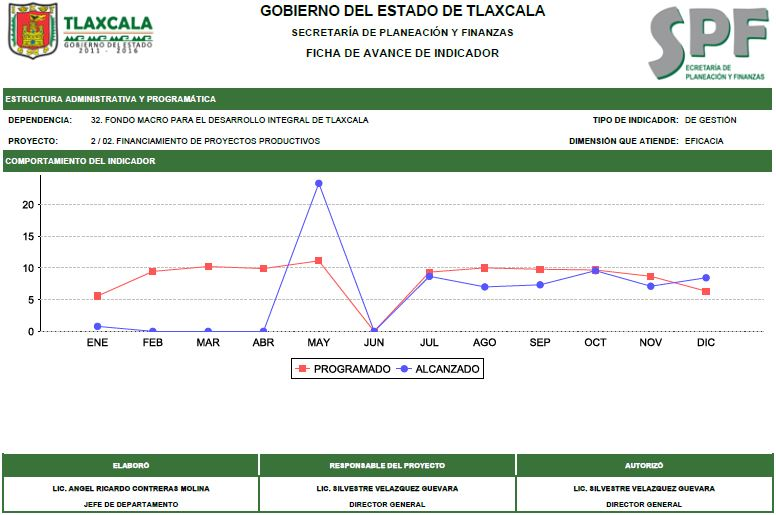 TLAXCALA
GOBIERNO DEL ESTADO
2011 - 2016
GOBIERNO DEL ESTADO DE TLAXCALA
SECRETARÍA DE PLANEACIÓN Y FINANZAS
FICHA DE AVANCE DE INDICADOR
SPF
SECRETARÍA DE
PLANEACIÓN Y FINANZAS
ESTRUCTURA ADMINISTRATIVA Y PROGRAMÁTICA
DEPENDENCIA: 32. FONDO MACRO PARA EL DESARROLLO INTEGRAL DE TLAXCALA TIPO DE INDICADOR: DE GESTIÓN
PROYECTO: 2 / 02. FINANCIAMIENTO DE PROYECTOS PRODUCTIVOS DIMENSIÓN QUE ATIENDE: EFICACIA
COMPORTAMIENTO DEL INDICADOR
20
15
10
5
0
ENE FEB MAR ABR MAY JUN JUL AGO SEP OCT NOV DIC
PROGRAMADO ALCANZADO
ELABORÓ RESPONSABLE DEL PROYECTO AUTORIZÓ
LIC. ANGEL RICARDO CONTRERAS MOLINA LIC. SILVESTRE VELAZQUEZ GUEVARA LIC. SILVESTRE VELAZQUEZ GUEVARA
JEFE DE DEPARTAMENTO DIRECTOR GENERAL DIRECTOR GENERAL